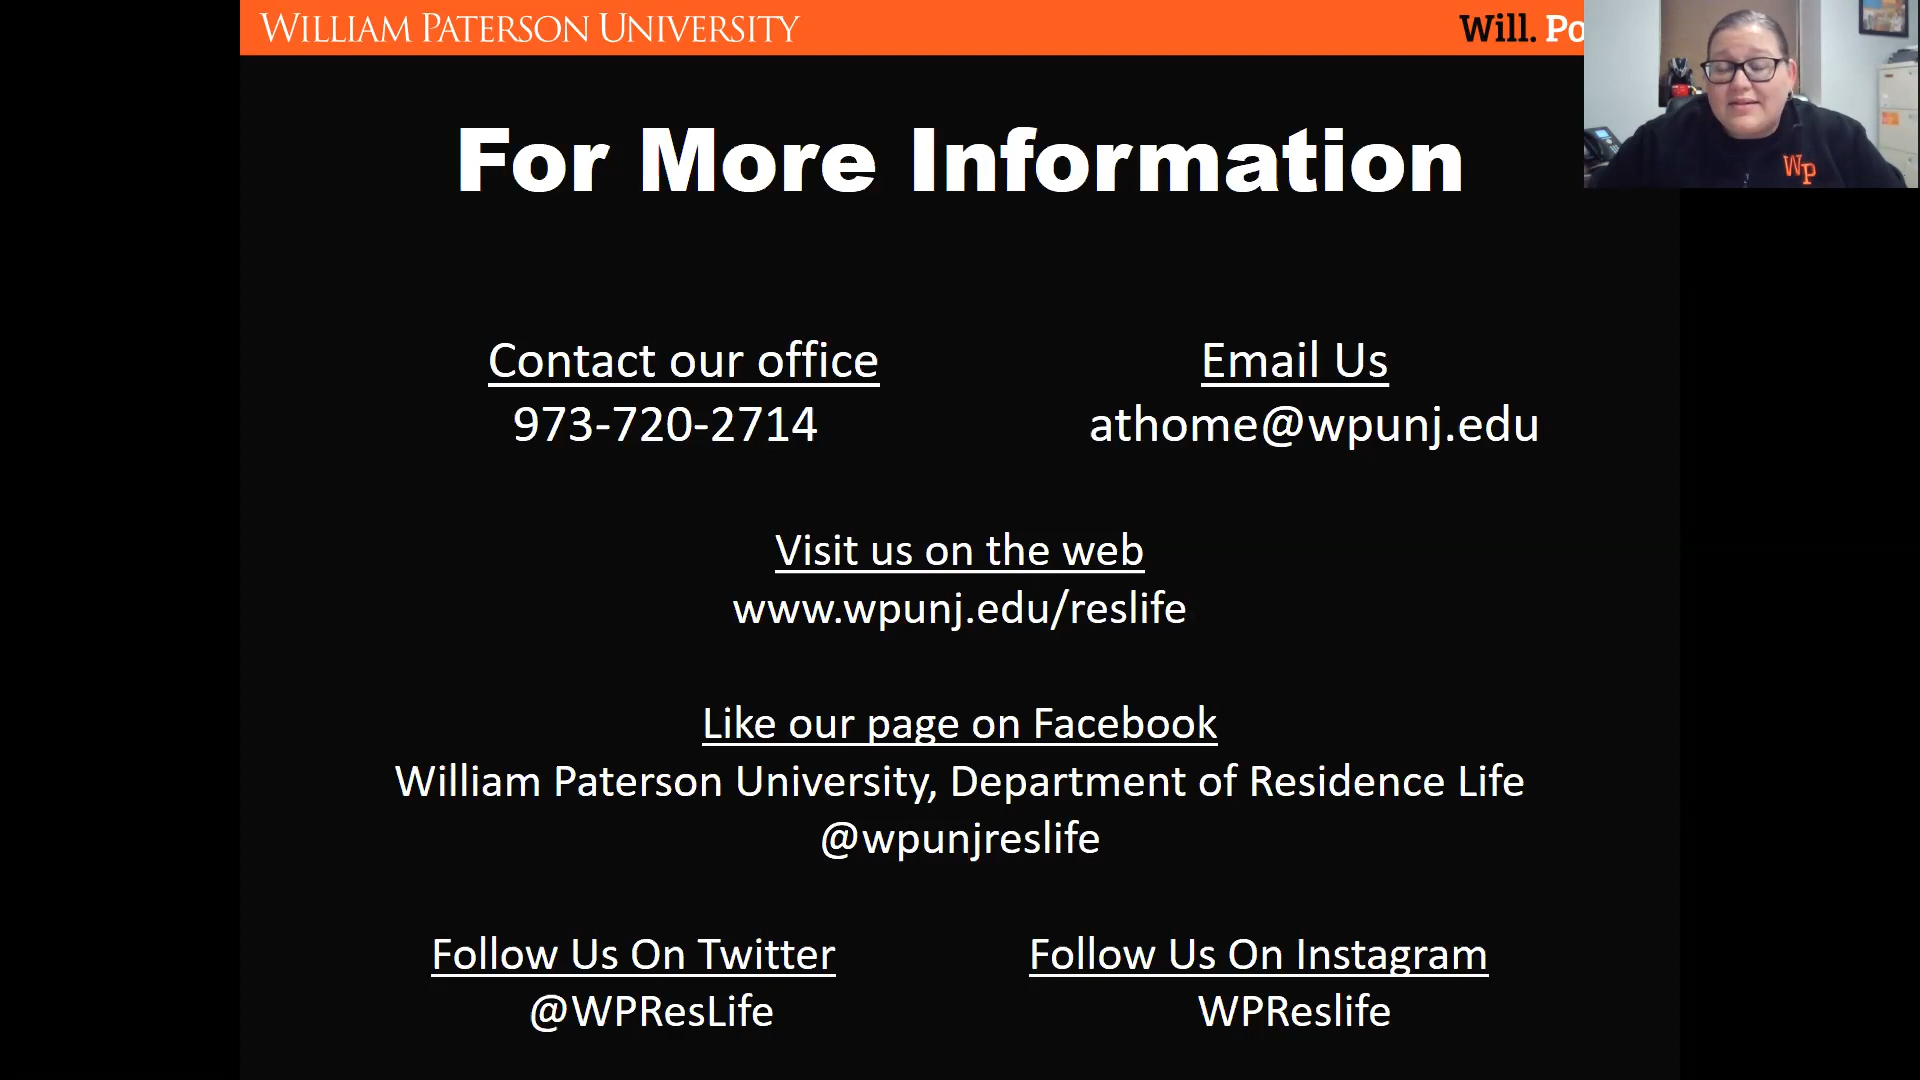 WILLIAM PATERSON UNIVERSITY
Will. Po
For More Information
Contact our office
973-720-2714
Email Us
athome@wpunj.edu
Visit us on the web
www.wpunj.edu/reslife
Like our page on Facebook
William Paterson University, Department of Residence Life
@wpunjreslife
Follow Us On Twitter
@WPResLife
Follow Us On Instagram
WPReslife
WP